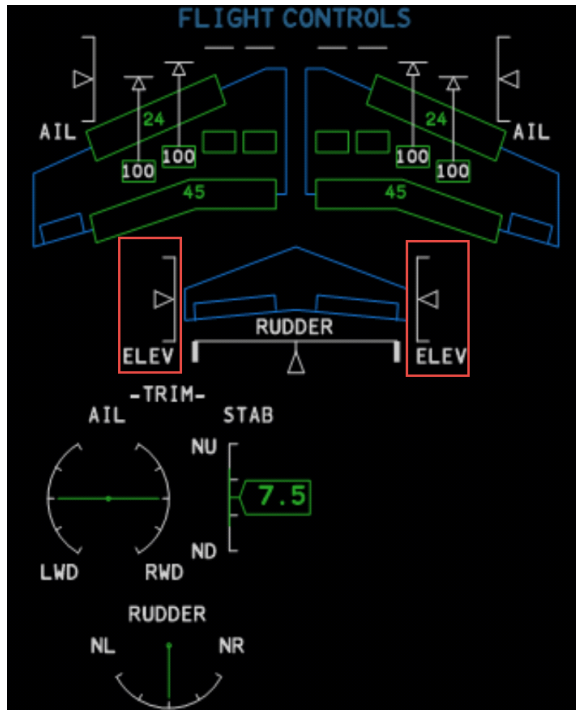 FLIGHT CONTROLS
AIL 24 24 AIL
100 100 100 100
45 45
RUDDER
ELEV ELEV
-TRIM-
AIL STAB
NU
7.5
ND
LWD RWD
RUDDER
NL NR